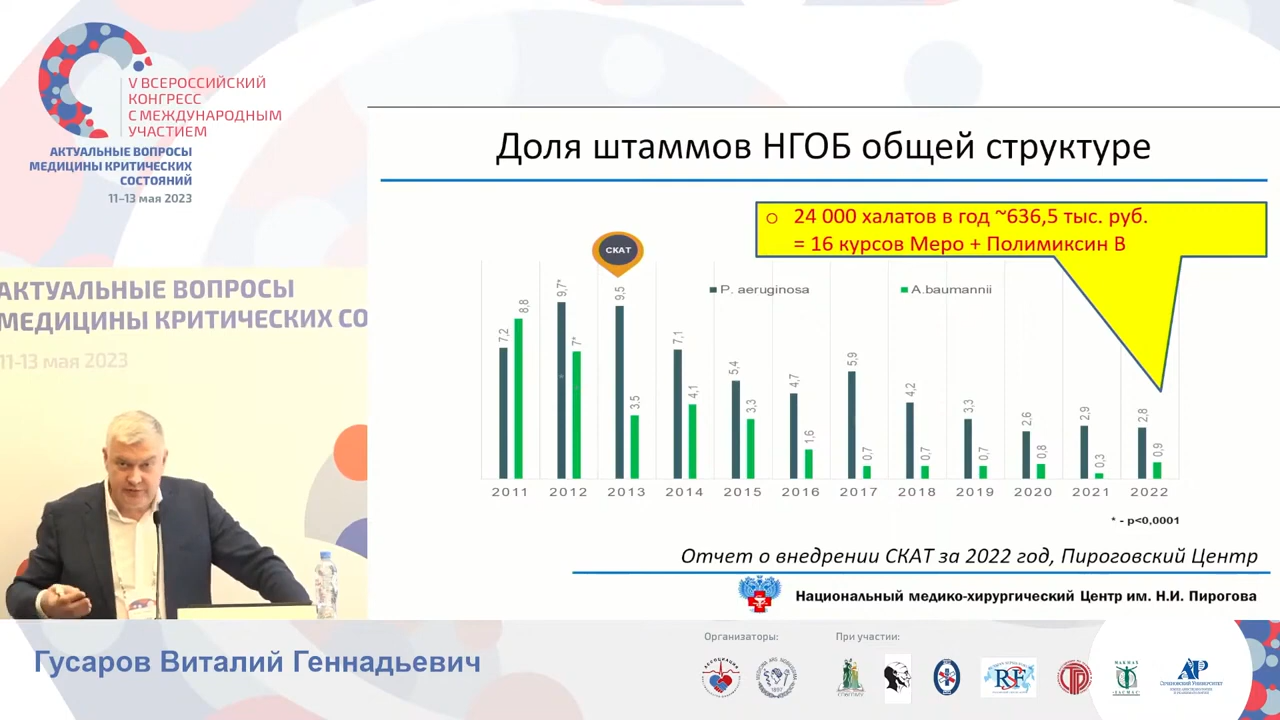 V ВСЕРОССИЙСКИЙ
КОНГРЕСС
С МЕЖДУНАРОДНЫМ
УЧАСТИЕМ
АКТУАЛЬНЫЕ ВОПРОСЫ
МЕДИЦИНЫ КРИТИЧЕСКИХ
СОСТОЯНИЙ
11–13 мая 2023
АКТУАЛЬНЫЕ ВОПРОСЫ
МЕДИЦИНЫ КРИТИЧЕСКИХ СО
11-13 мая 2023
Доля штаммов НГОБ общей структуре
o 24 000 халатов в год ~636,5 тыс. руб.
= 16 курсов Меро + Полимиксин В
СКАТ
P. aeruginosa
A.baumannii
7,2 8,8 9,7* 7* 9,5 3,5 7,1 4,1 5,4 3,3 4,7 1,6 5,9 0,7 4,2 0,7 3,3 0,7 2,6 0,8 2,9 0,3 2,8 0,9
2011 2012 2013 2014 2015 2016 2017 2018 2019 2020 2021 2022
* - p<0,0001
Отчет о внедрении СКАТ за 2022 год, Пироговский Центр
Национальный медико-хирургический Центр им. Н.И. Пирогова
Гусаров Виталий Геннадьевич
Организаторы:
При участии: